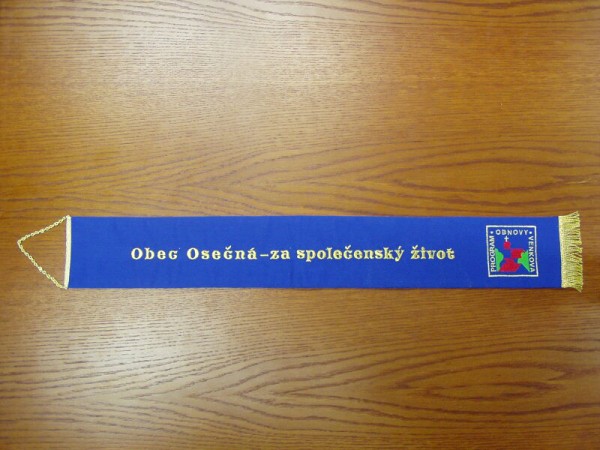 Obec Osečná-za společenský život
PROGRAM • OBNOVY • VENKOVA